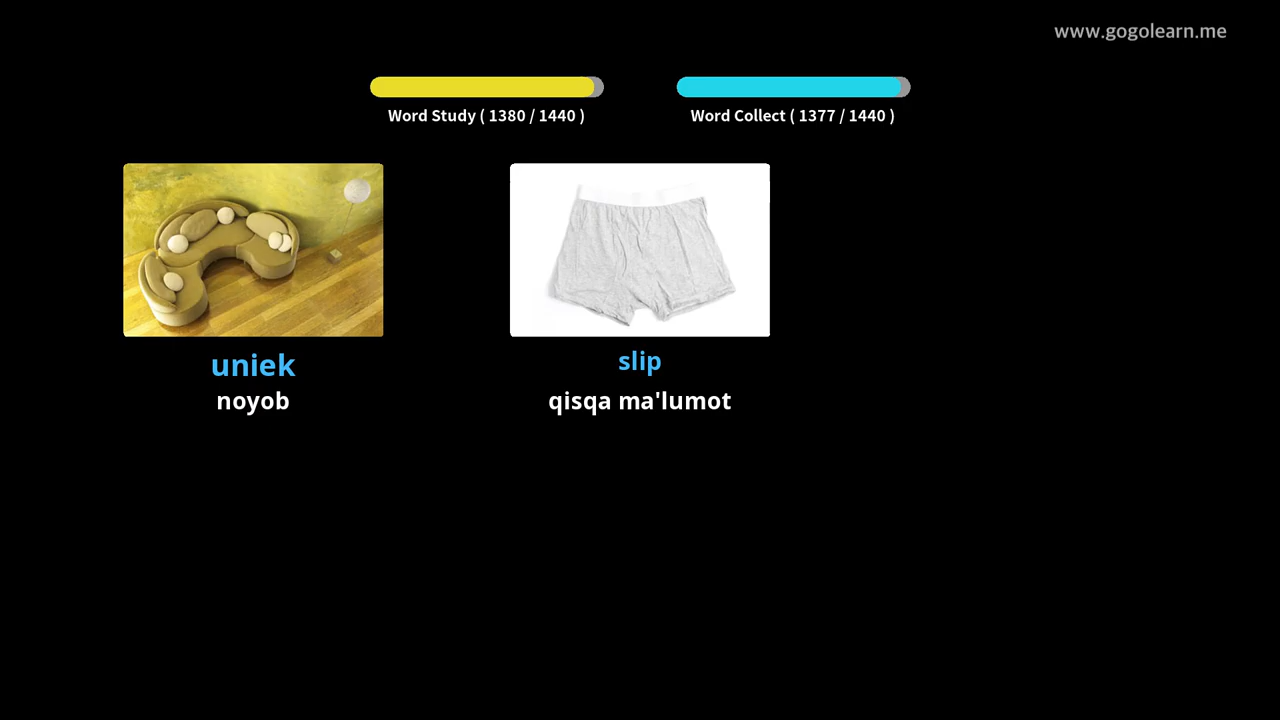 www.gogolearn.me
Word Study ( 1380 / 1440 )
Word Collect ( 1377 / 1440 )
uniek
noyob
slip
qisqa ma'lumot